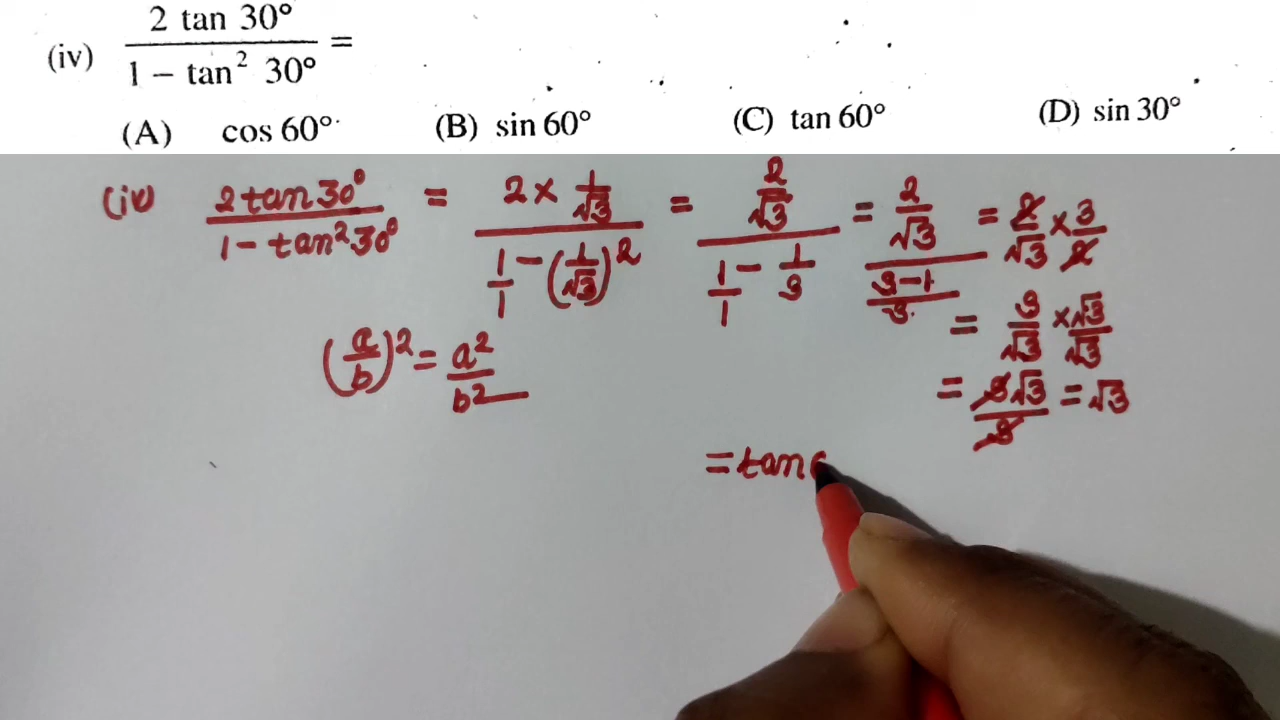 (iv) 2 tan 30° / 1 − tan² 30° =
(A) cos 60° (B) sin 60° (C) tan 60° (D) sin 30°
(iv) 2tan30° / 1 − tan²30° = 2 × 1/√3 / 1/1 − (1/√3)² = 2/√3 / 1/1 − 1/3 = 2/√3 / 3−1/3 = 2/√3 × 3/2
= 3/√3 × √3/√3
(a/b)² = a²/b²
= 3√3/3 = √3
= tan